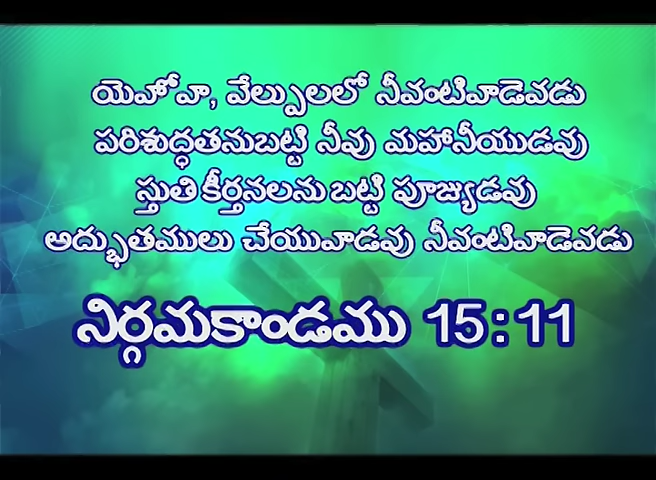 యెహోవా, వేల్పులలో నీవంటివాడెవడు
పరిశుద్ధతనుబట్టి నీవు మహానీయుడవు
స్తుతి కీర్తనలను బట్టి పూజ్యుడవు
అద్భుతములు చేయువాడవు నీవంటివాడెవడు
నిర్గమకాండము 15:11